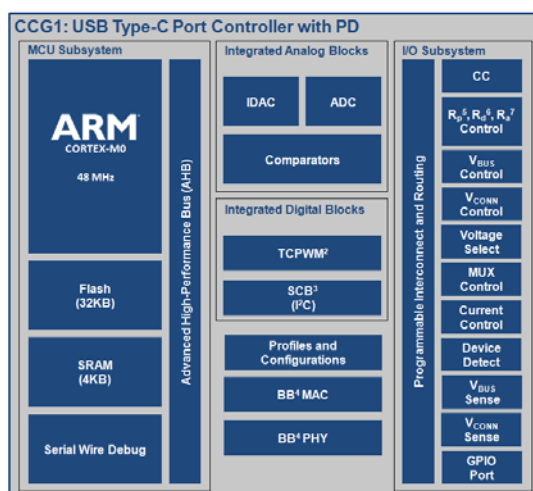 CCG1: USB Type-C Port Controller with PD
MCU Subsystem
ARM
CORTEX-M0
48 MHz
Flash
(32KB)
SRAM
(4KB)
Serial Wire Debug
Advanced High-Performance Bus (AHB)
Integrated Analog Blocks
IDAC
ADC
Comparators
Integrated Digital Blocks
TCPWM²
SCB³
(I²C)
Profiles and
Configurations
BB⁴ MAC
BB⁴ PHY
I/O Subsystem
Programmable Interconnect and Routing
CC
Rp⁵, Rd⁶, Ra⁷
Control
VBUS
Control
VCONN
Control
Voltage
Select
MUX
Control
Current
Control
Device
Detect
VBUS
Sense
VCONN
Sense
GPIO
Port